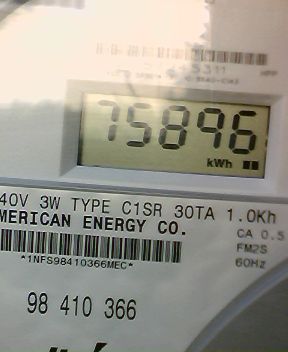 75896
kWh
40V 3W TYPE C1SR 30TA 1.0Kh
MERICAN ENERGY CO.
CA 0.5
FM2S
60Hz
*1NFS98410366MEC*
98 410 366